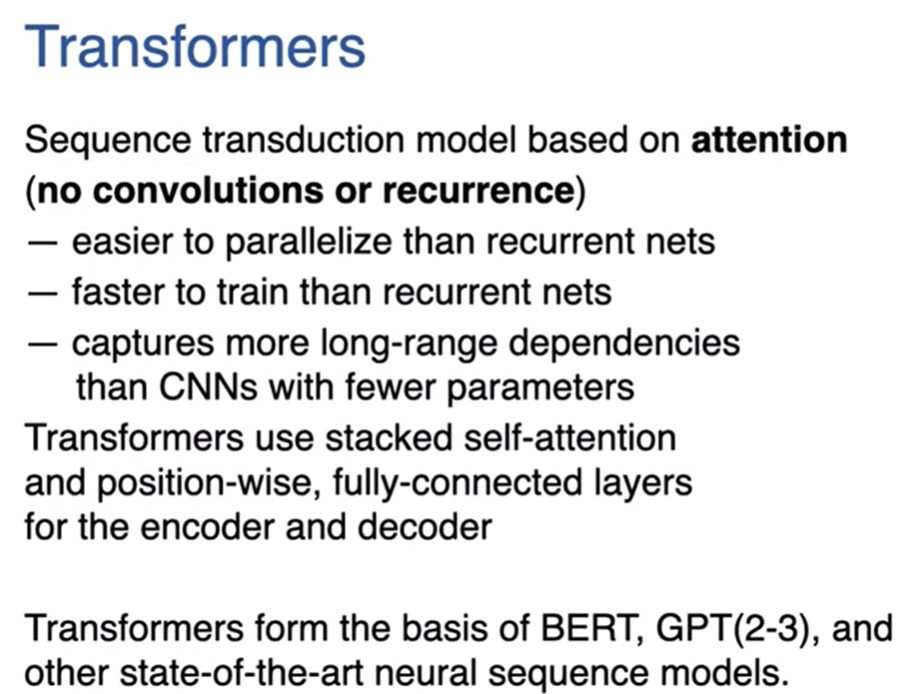 Transformers
Sequence transduction model based on attention
(no convolutions or recurrence)
— easier to parallelize than recurrent nets
— faster to train than recurrent nets
— captures more long-range dependencies
than CNNs with fewer parameters
Transformers use stacked self-attention
and position-wise, fully-connected layers
for the encoder and decoder
Transformers form the basis of BERT, GPT(2-3), and
other state-of-the-art neural sequence models.